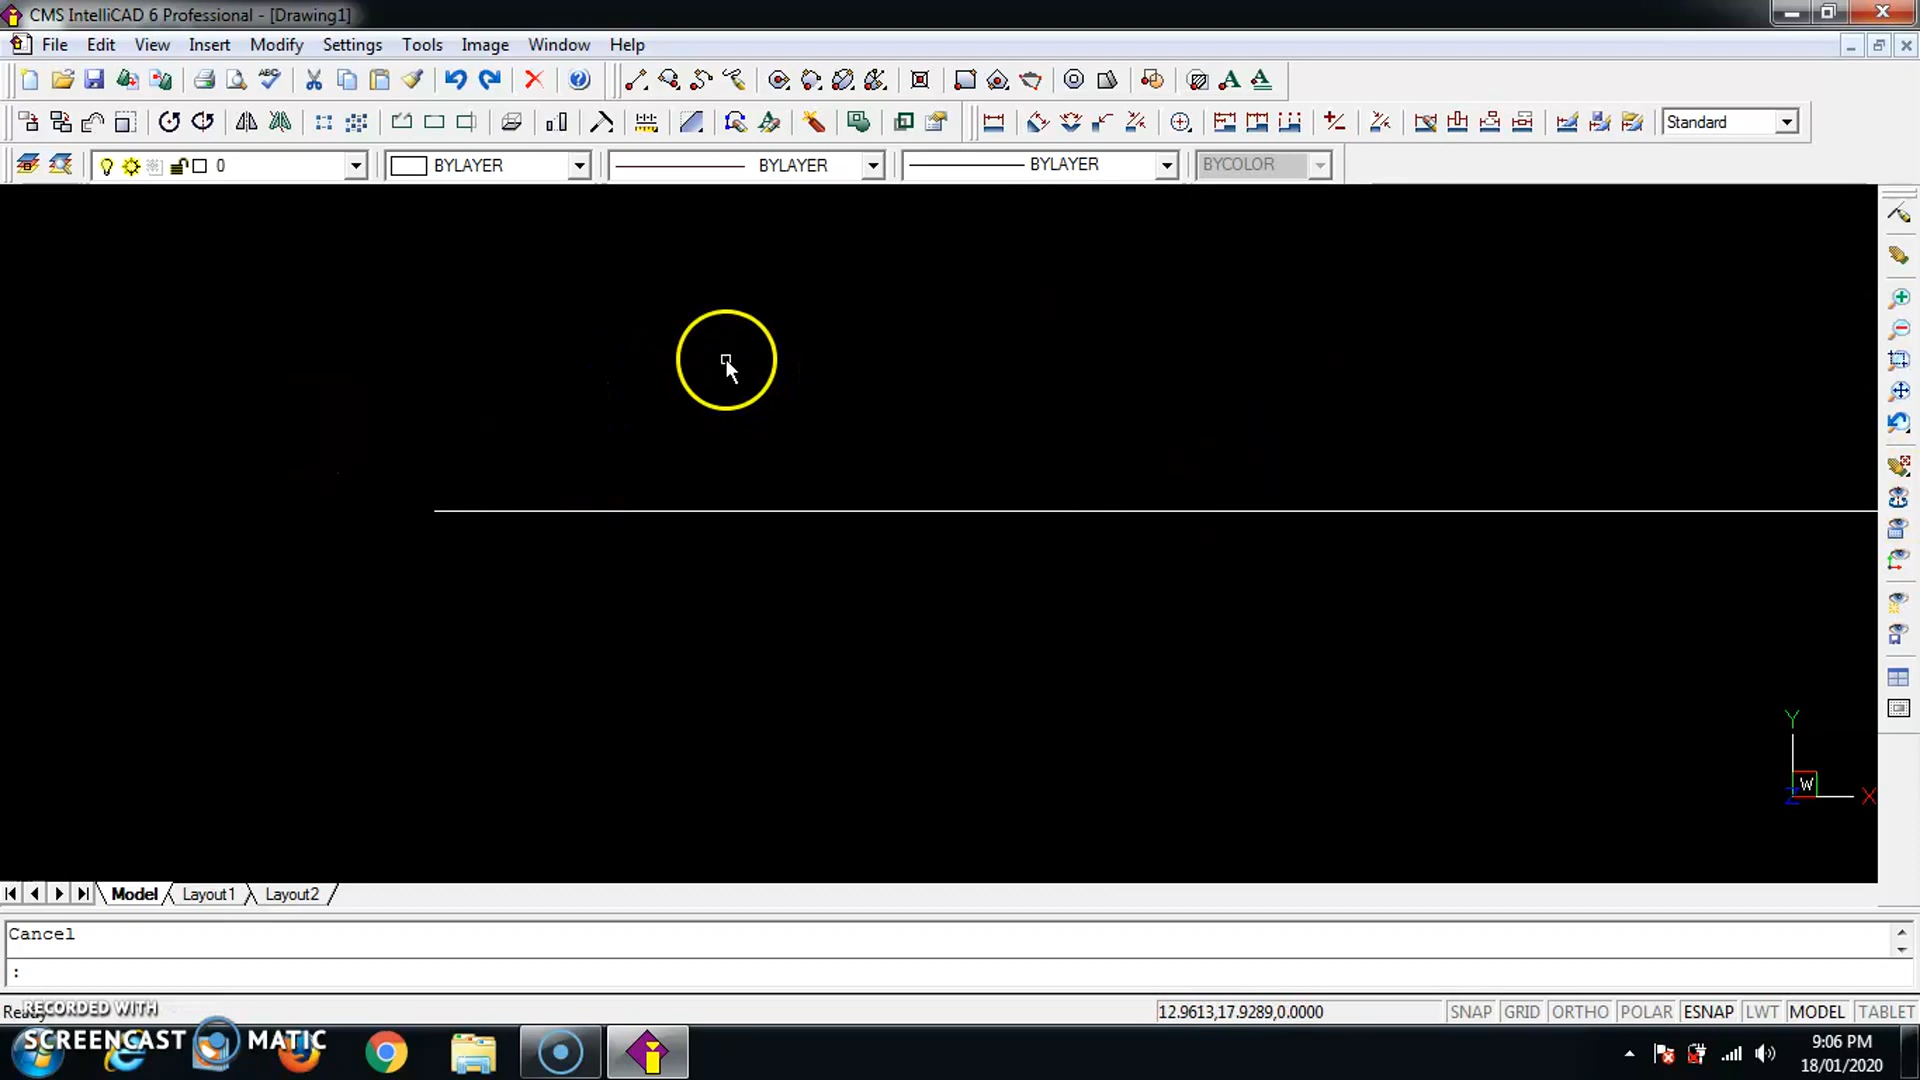 CMS IntelliCAD 6 Professional - [Drawing1]
File Edit View Insert Modify Settings Tools Image Window Help
Standard
0 BYLAYER BYLAYER BYLAYER BYCOLOR
Y
W
Z X
Model Layout1 Layout2
Cancel
:
Ready 12.9613,17.9289,0.0000 SNAP GRID ORTHO POLAR ESNAP LWT MODEL TABLET
RECORDED WITH
SCREENCAST MATIC
9:06 PM
18/01/2020